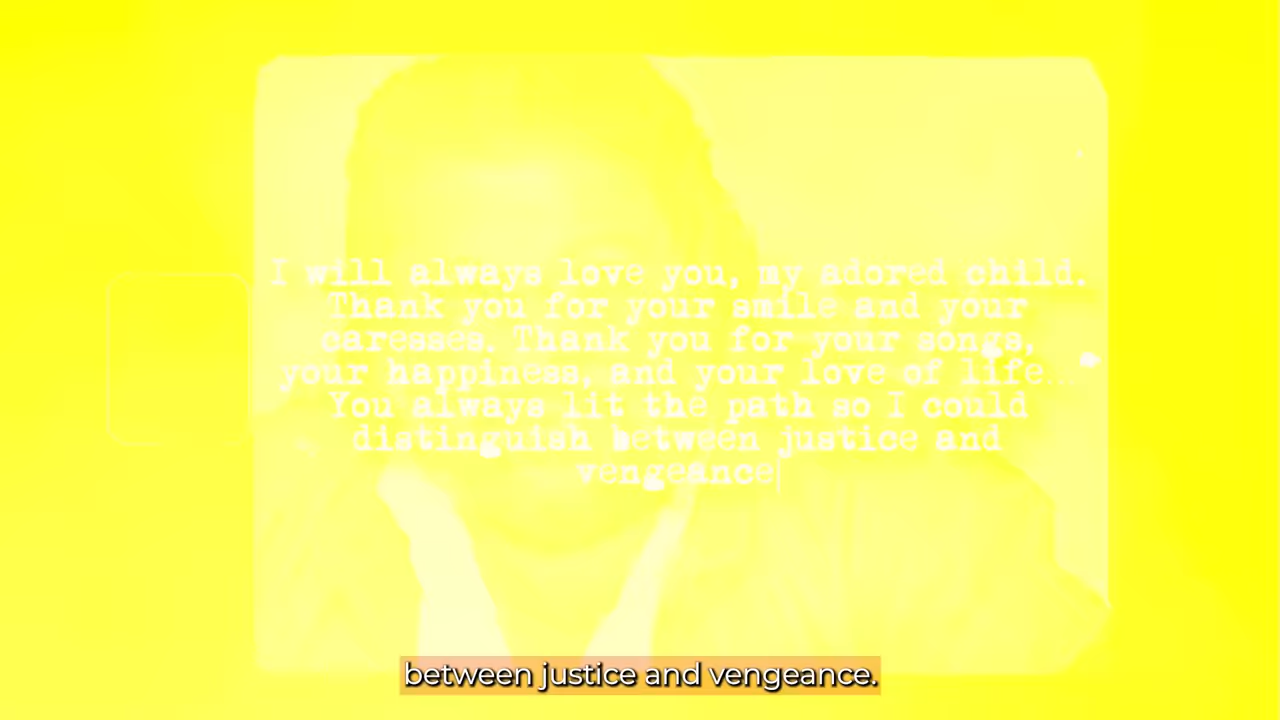 I will always love you, my adored child.
Thank you for your smile and your
caresses. Thank you for your songs,
your happiness, and your love of life...
You always lit the path so I could
distinguish between justice and
vengeance
between justice and vengeance.